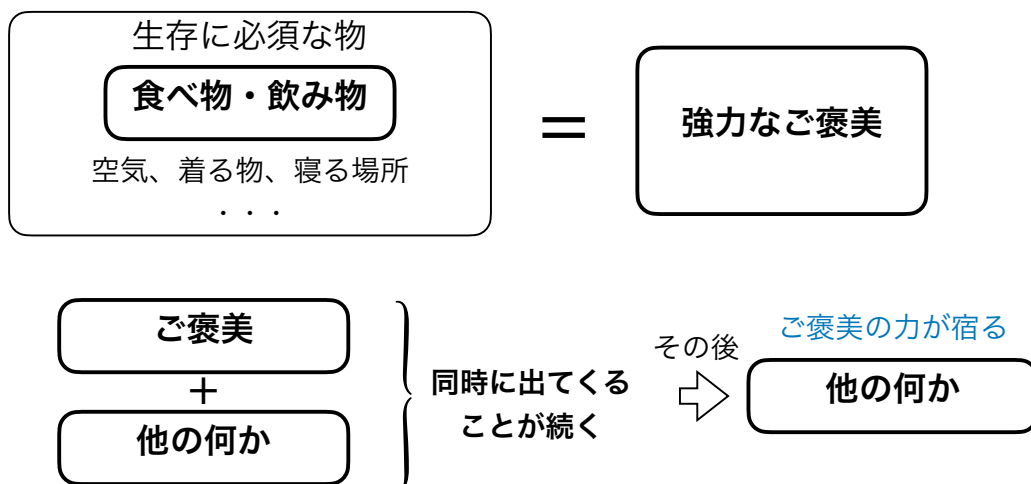 生存に必須な物
食べ物・飲み物
空気、着る物、寝る場所
・・・
=
強力なご褒美
ご褒美
+
他の何か
同時に出てくる
ことが続く
その後
ご褒美の力が宿る
他の何か